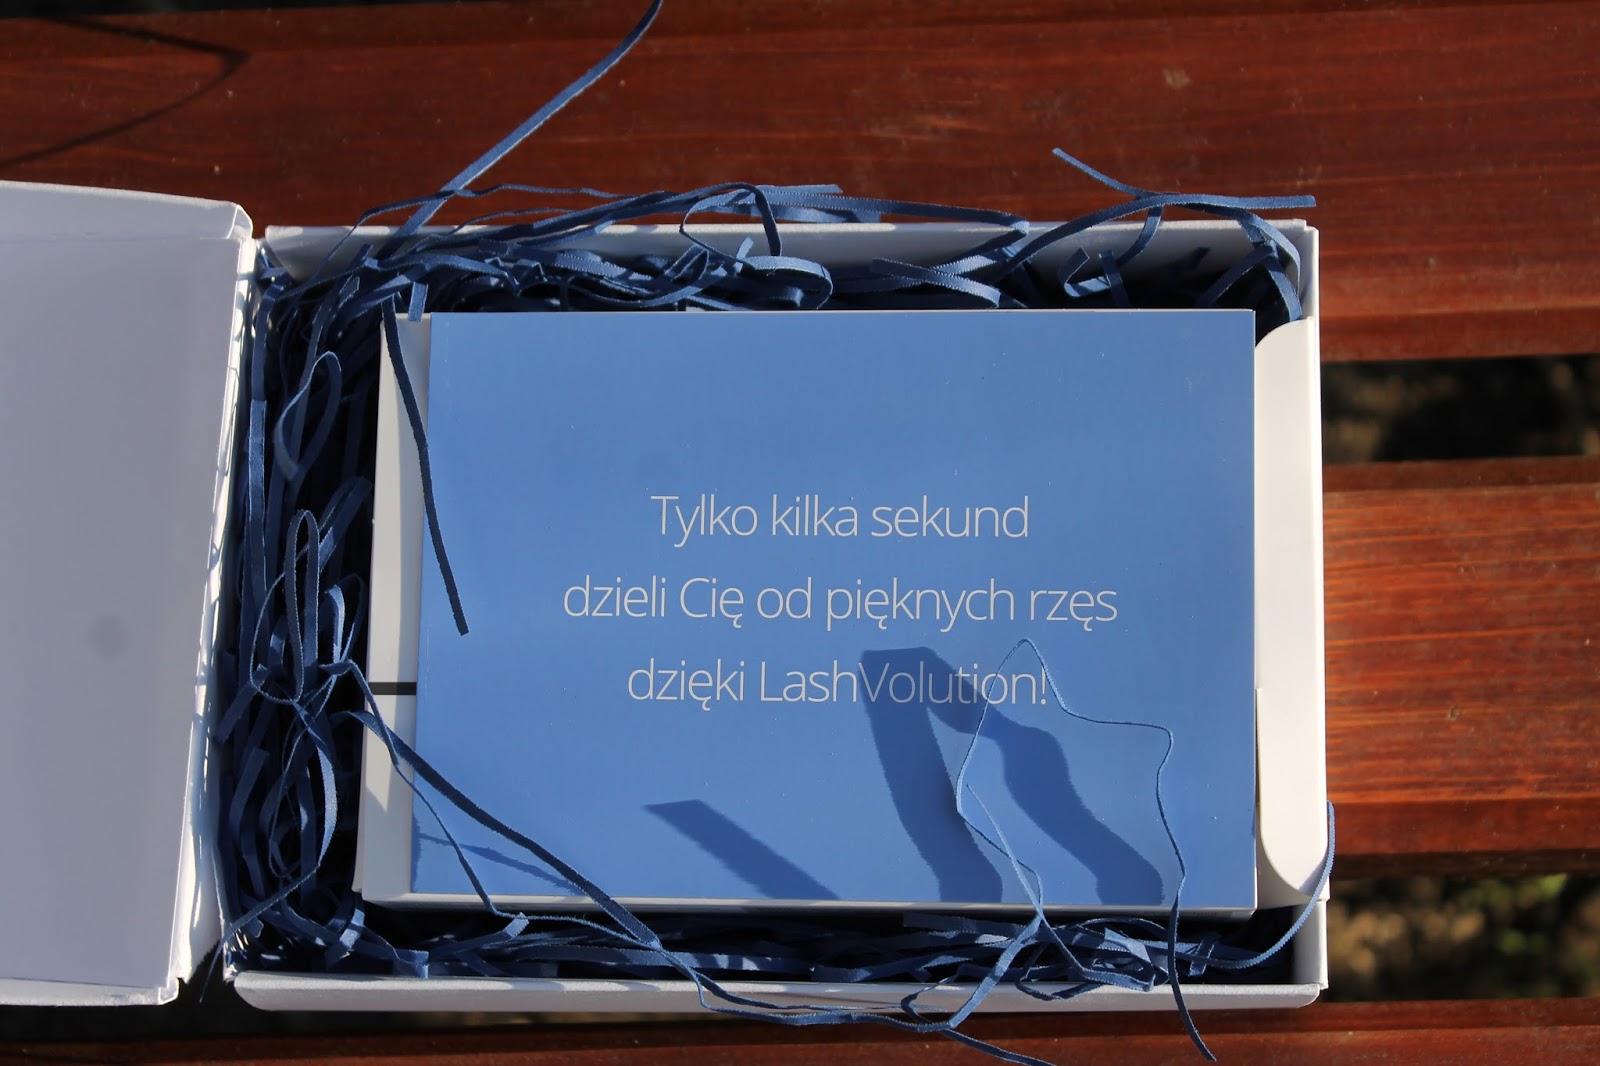 Tylko kilka sekund
dzieli Cię od pięknych rzęs
dzięki LashVolution!